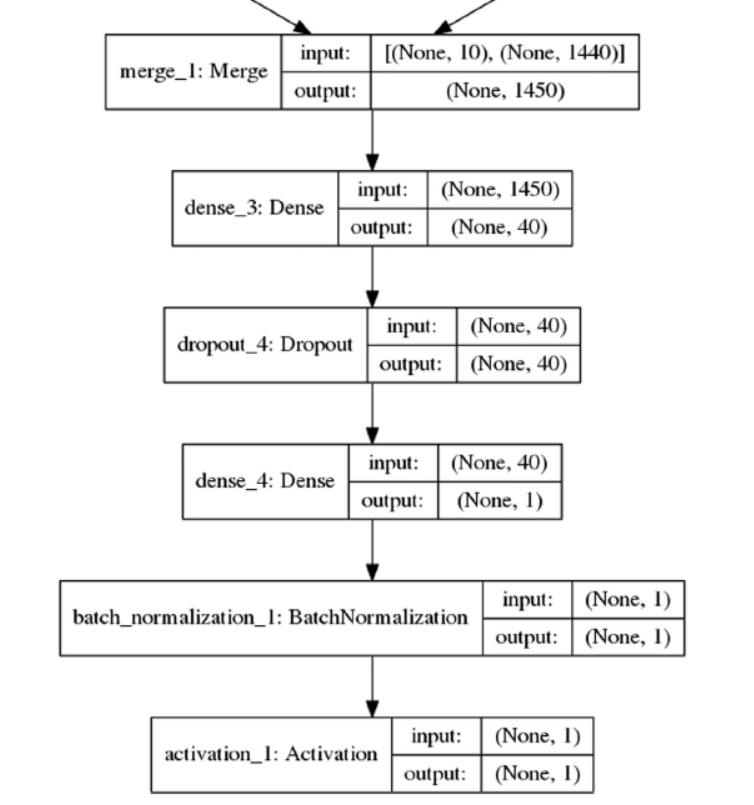 merge_1: Merge
input: [(None, 10), (None, 1440)]
output: (None, 1450)
dense_3: Dense
input: (None, 1450)
output: (None, 40)
dropout_4: Dropout
input: (None, 40)
output: (None, 40)
dense_4: Dense
input: (None, 40)
output: (None, 1)
batch_normalization_1: BatchNormalization
input: (None, 1)
output: (None, 1)
activation_1: Activation
input: (None, 1)
output: (None, 1)